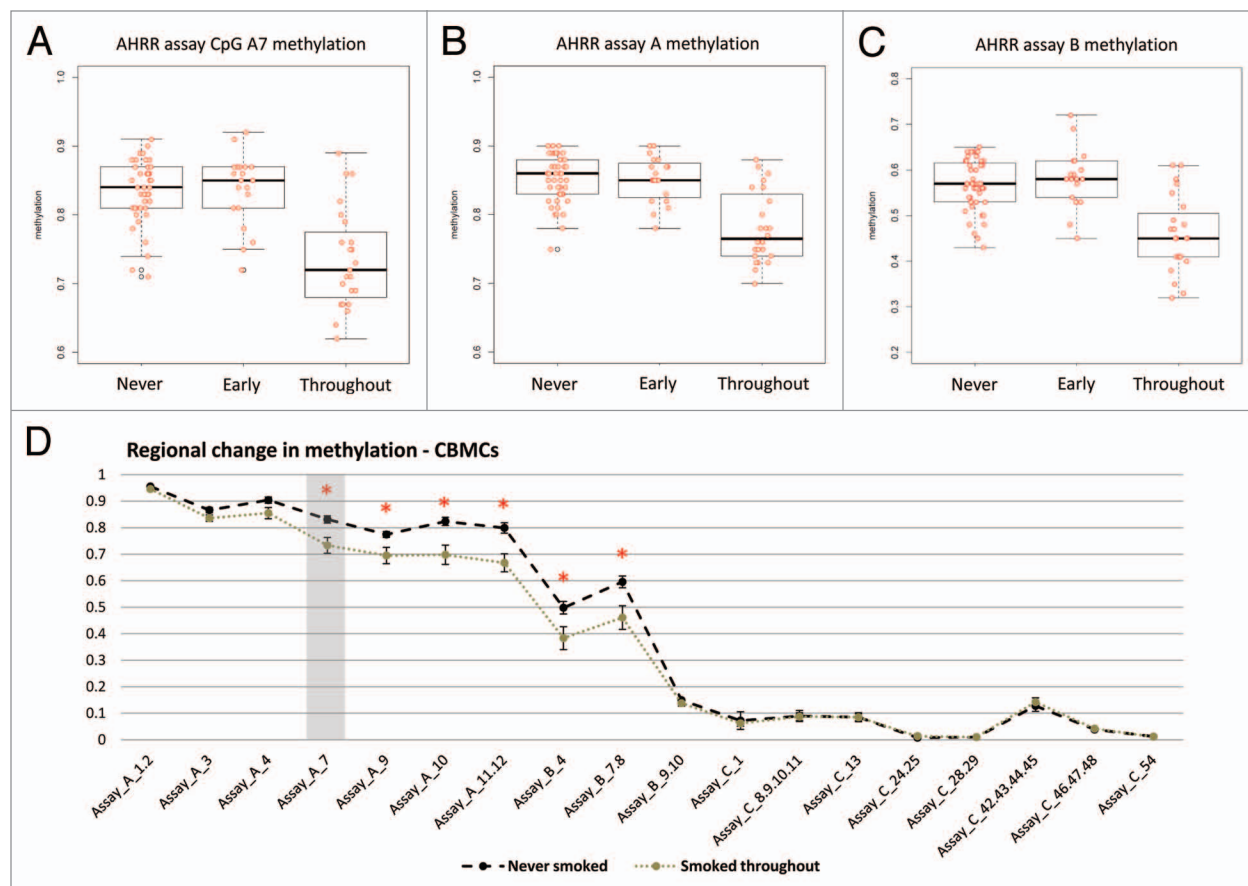 A
AHRR assay CpG A7 methylation
methylation
1.0
0.9
0.8
0.7
0.6
Never Early Throughout
B
AHRR assay A methylation
methylation
1.0
0.9
0.8
0.7
0.6
Never Early Throughout
C
AHRR assay B methylation
methylation
0.8
0.7
0.6
0.5
0.4
0.3
0.2
Never Early Throughout
D
Regional change in methylation - CBMCs
1
0.9
0.8
0.7
0.6
0.5
0.4
0.3
0.2
0.1
0
* * * * * *
Assay_A_1.2
Assay_A_3
Assay_A_4
Assay_A_7
Assay_A_9
Assay_A_10
Assay_A_11.12
Assay_B_4
Assay_B_7.8
Assay_B_9.10
Assay_C_1
Assay_C_8.9.10.11
Assay_C_13
Assay_C_24.25
Assay_C_28.29
Assay_C_42.43.44.45
Assay_C_46.47.48
Assay_C_54
Never smoked Smoked throughout